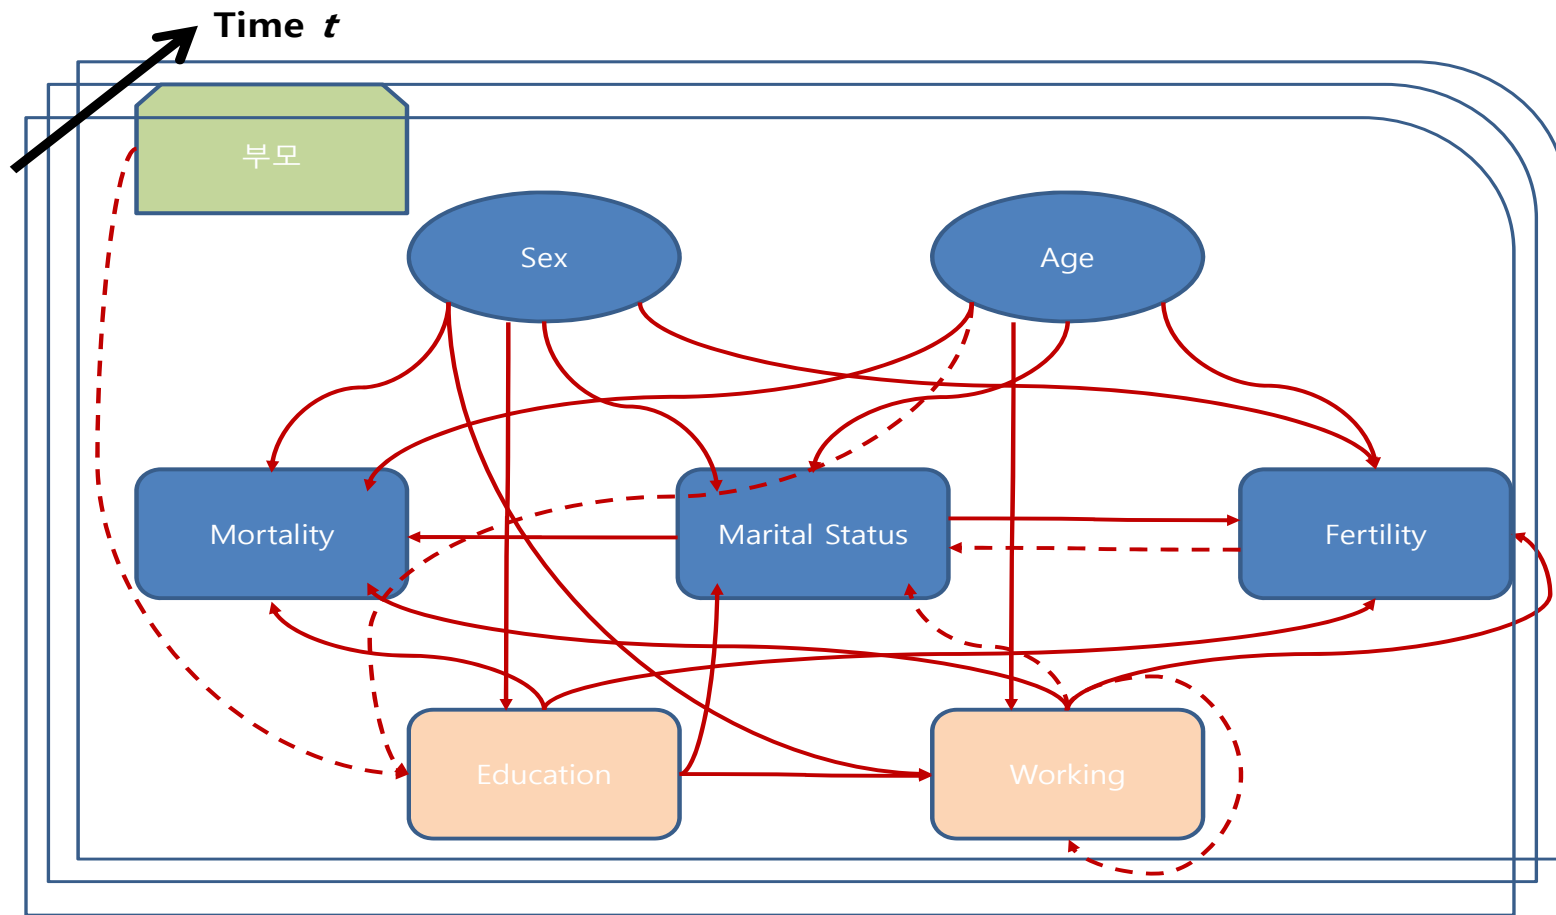 Time t
부모
Sex
Age
Mortality
Marital Status
Fertility
Education
Working